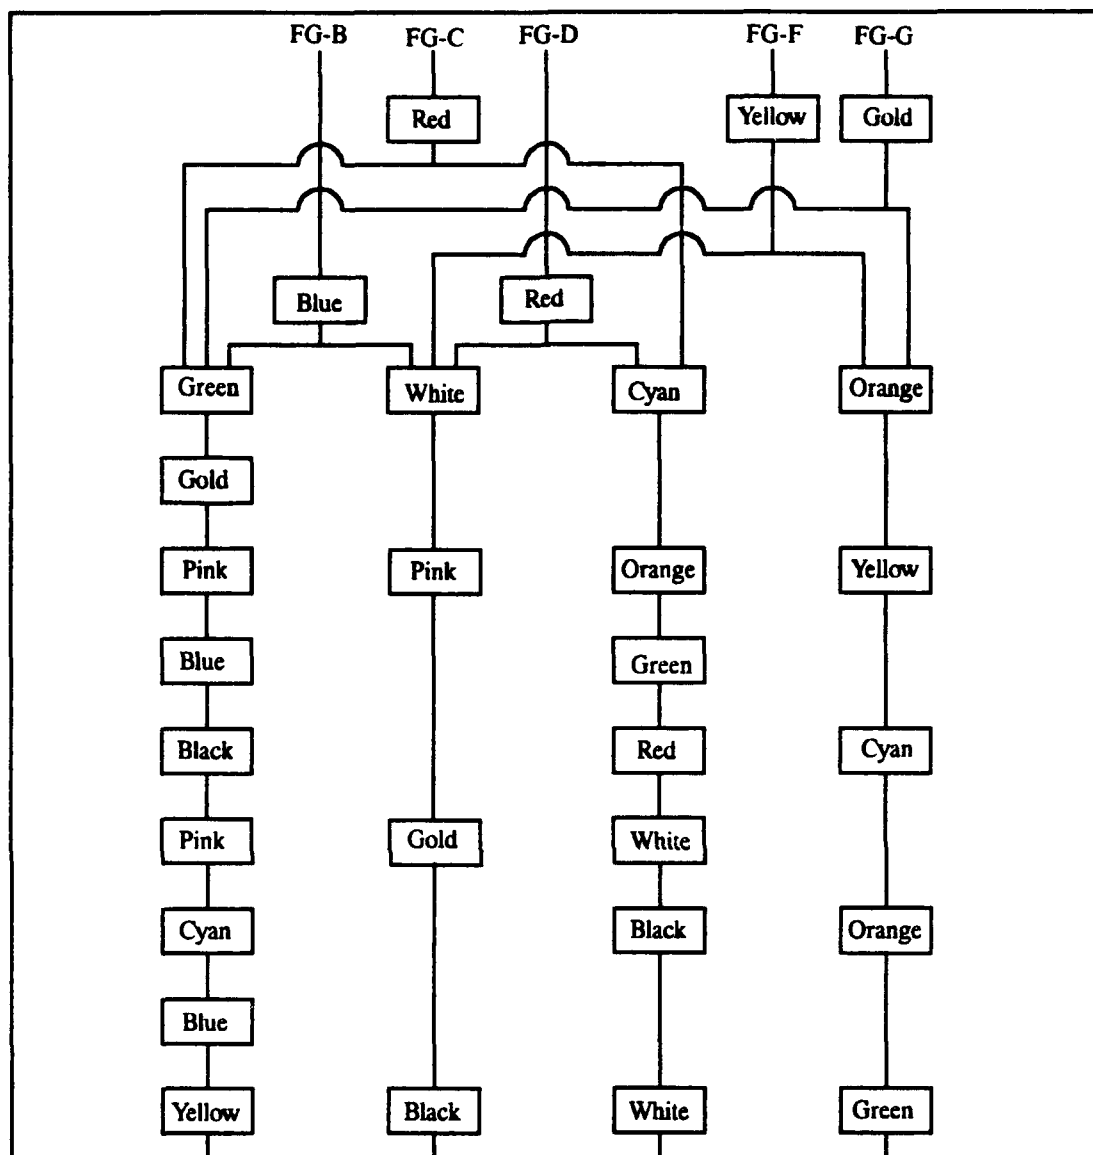 FG-B FG-C FG-D FG-F FG-G
Red Yellow Gold
Blue Red
Green White Cyan Orange
Gold
Pink Pink Orange Yellow
Blue Green
Black Red Cyan
Pink Gold White
Cyan Black Orange
Blue
Yellow Black White Green